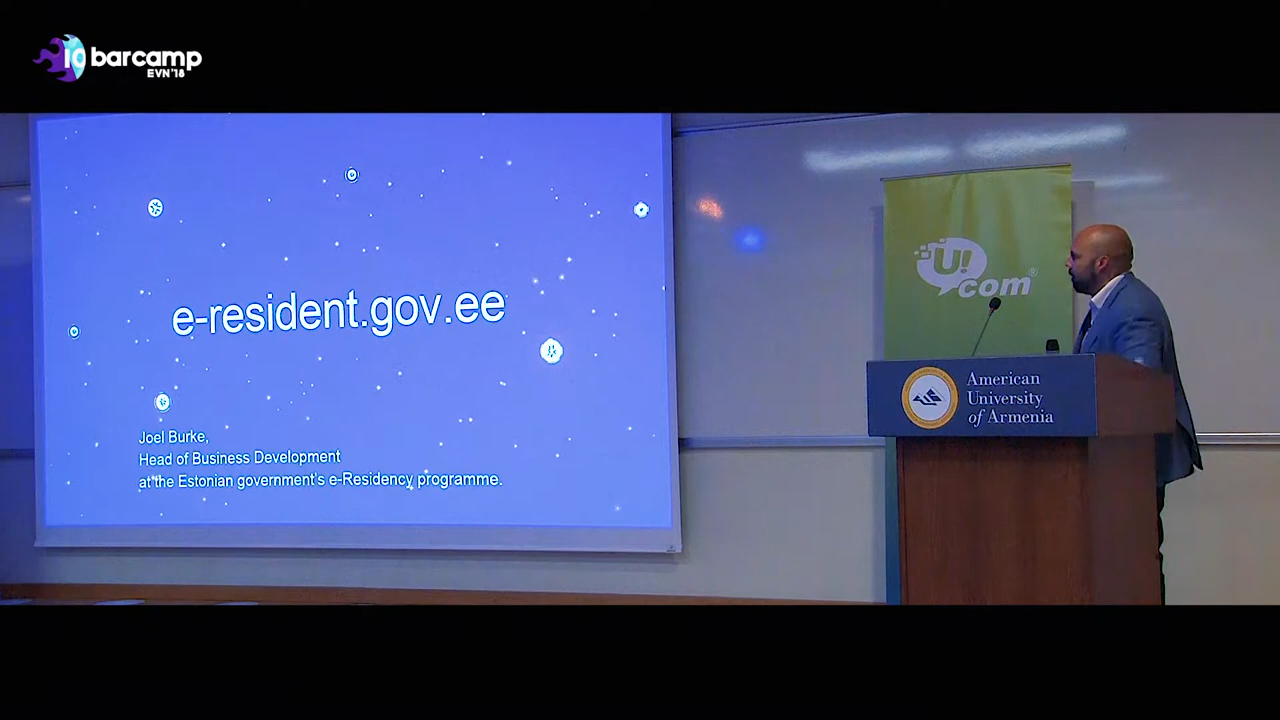 10 barcamp
EVN'18
e-resident.gov.ee
Joel Burke,
Head of Business Development
at the Estonian government's e-Residency programme.
U!
com®
American
University
of Armenia